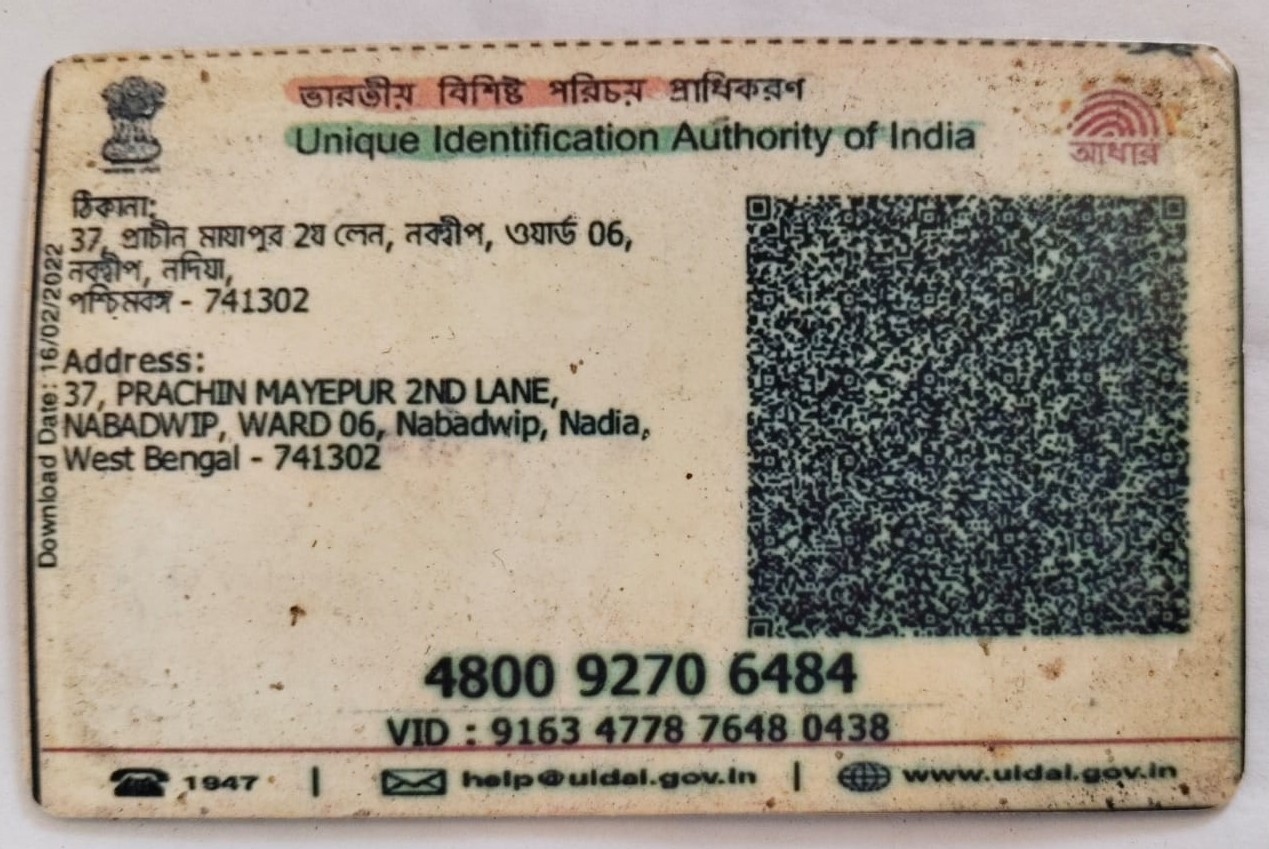 ভারতীয় বিশিষ্ট পরিচয় প্রাধিকরণ
Unique Identification Authority of India
আধার
ঠিকানা:
37, প্রাচীন মায়াপুর 2য় লেন, নবদ্বীপ, ওয়ার্ড 06,
নবদ্বীপ, নদিয়া,
পশ্চিমবঙ্গ - 741302
Address:
37, PRACHIN MAYEPUR 2ND LANE,
NABADWIP, WARD 06, Nabadwip, Nadia,
West Bengal - 741302
Download Date: 16/02/2022
4800 9270 6484
VID : 9163 4778 7648 0438
1947 | help@uidai.gov.in | www.uidai.gov.in